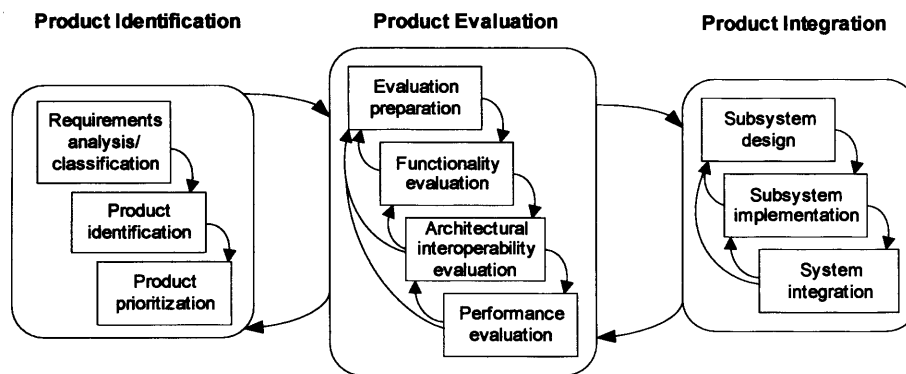 Product Identification
Requirements
analysis/
classification
Product
identification
Product
prioritization
Product Evaluation
Evaluation
preparation
Functionality
evaluation
Architectural
interoperability
evaluation
Performance
evaluation
Product Integration
Subsystem
design
Subsystem
implementation
System
integration